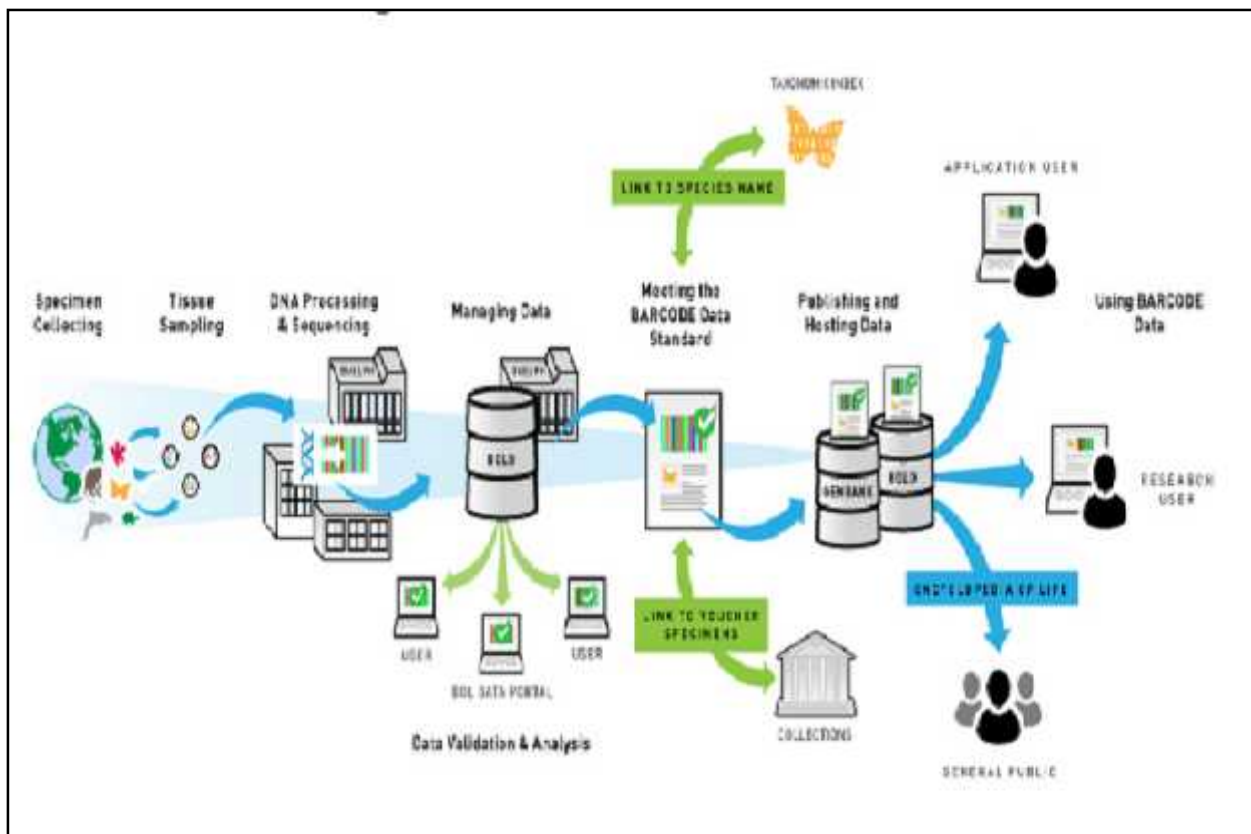 TAXONOMIC INDEX
LINK TO SPECIES NAME
APPLICATION USER
Specimen
Collecting
Tissue
Sampling
DNA Processing
& Sequencing
Managing Data
Meeting the
BARCODE Data
Standard
Publishing and
Hosting Data
Using BARCODE
Data
GUELPH
GUELPH
BOLD
GENBANK
BOLD
RESEARCH
USER
ENCYCLOPEDIA OF LIFE
LINK TO VOUCHER
SPECIMENS
USER
USER
BOL DATA PORTAL
COLLECTIONS
Data Validation & Analysis
GENERAL PUBLIC